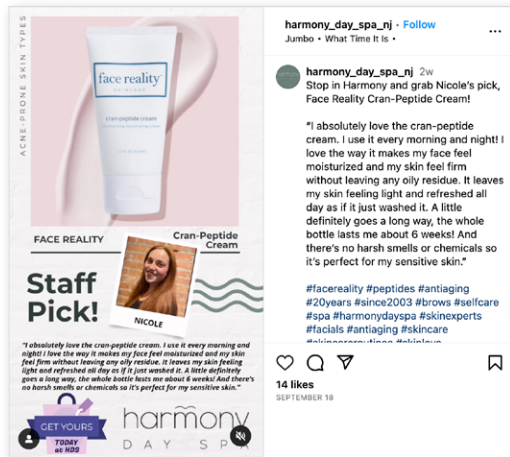 ACNE-PRONE SKIN TYPES
face reality
SKINCARE
cran-peptide cream
FACE REALITY
Cran-Peptide
Cream
Staff
Pick!
NICOLE
"I absolutely love the cran-peptide cream. I use it every morning and
night! I love the way it makes my face feel moisturized and my skin
feel firm without leaving any oily residue. It leaves my skin feeling
light and refreshed all day as if it just washed it. A little definitely
goes a long way, the whole bottle lasts me about 6 weeks! And there's
no harsh smells or chemicals so it's perfect for my sensitive skin."
GET YOURS
TODAY
at HDS
harmony
DAY SPA
harmony_day_spa_nj • Follow
Jumbo • What Time It Is •
harmony_day_spa_nj 2w
Stop in Harmony and grab Nicole's pick,
Face Reality Cran-Peptide Cream!
"I absolutely love the cran-peptide
cream. I use it every morning and night! I
love the way it makes my face feel
moisturized and my skin feel firm
without leaving any oily residue. It leaves
my skin feeling light and refreshed all
day as if it just washed it. A little
definitely goes a long way, the whole
bottle lasts me about 6 weeks! And
there's no harsh smells or chemicals so
it's perfect for my sensitive skin."
#facereality #peptides #antiaging
#20years #since2003 #brows #selfcare
#spa #harmonydayspa #skinexperts
#facials #antiaging #skincare
14 likes
SEPTEMBER 18